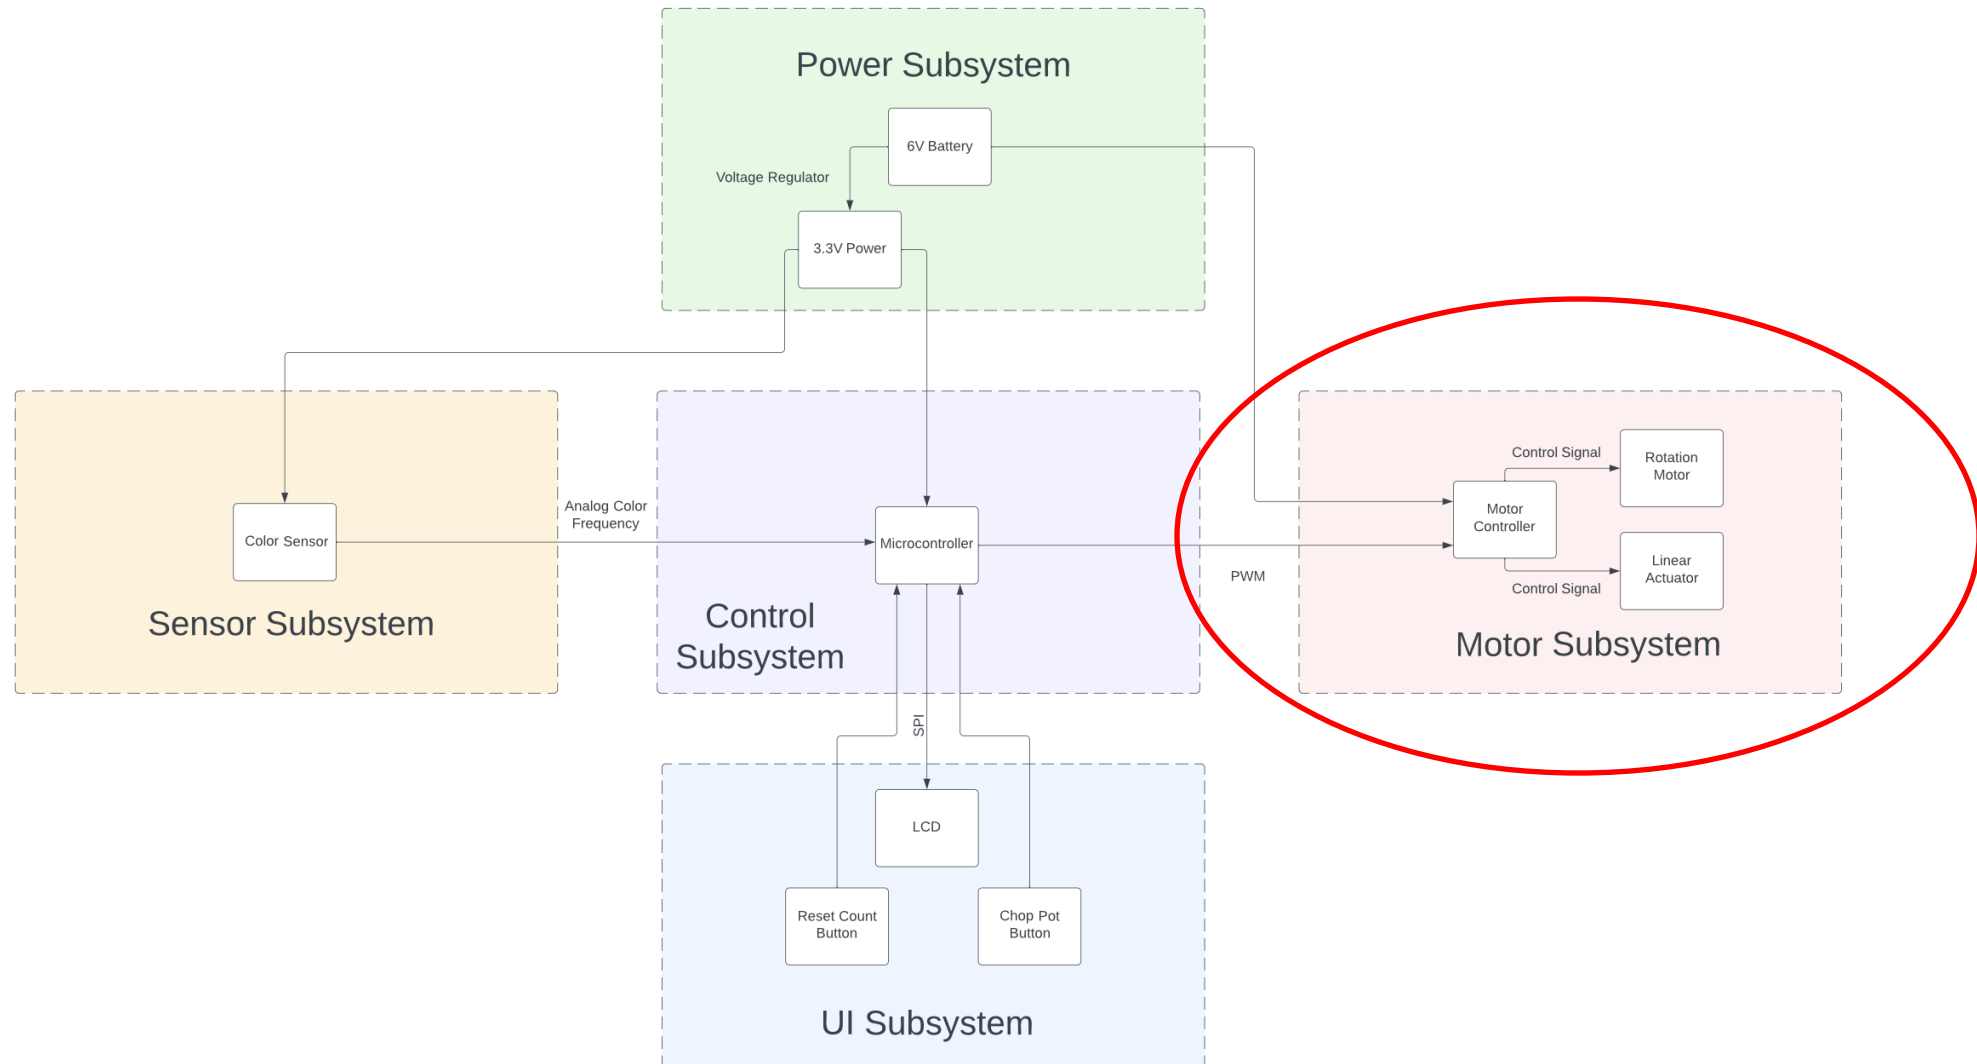 Power Subsystem
6V Battery
Voltage Regulator
3.3V Power
Color Sensor
Sensor Subsystem
Analog Color
Frequency
Microcontroller
Control
Subsystem
PWM
Control Signal
Rotation
Motor
Motor
Controller
Linear
Actuator
Control Signal
Motor Subsystem
SPI
LCD
Reset Count
Button
Chop Pot
Button
UI Subsystem